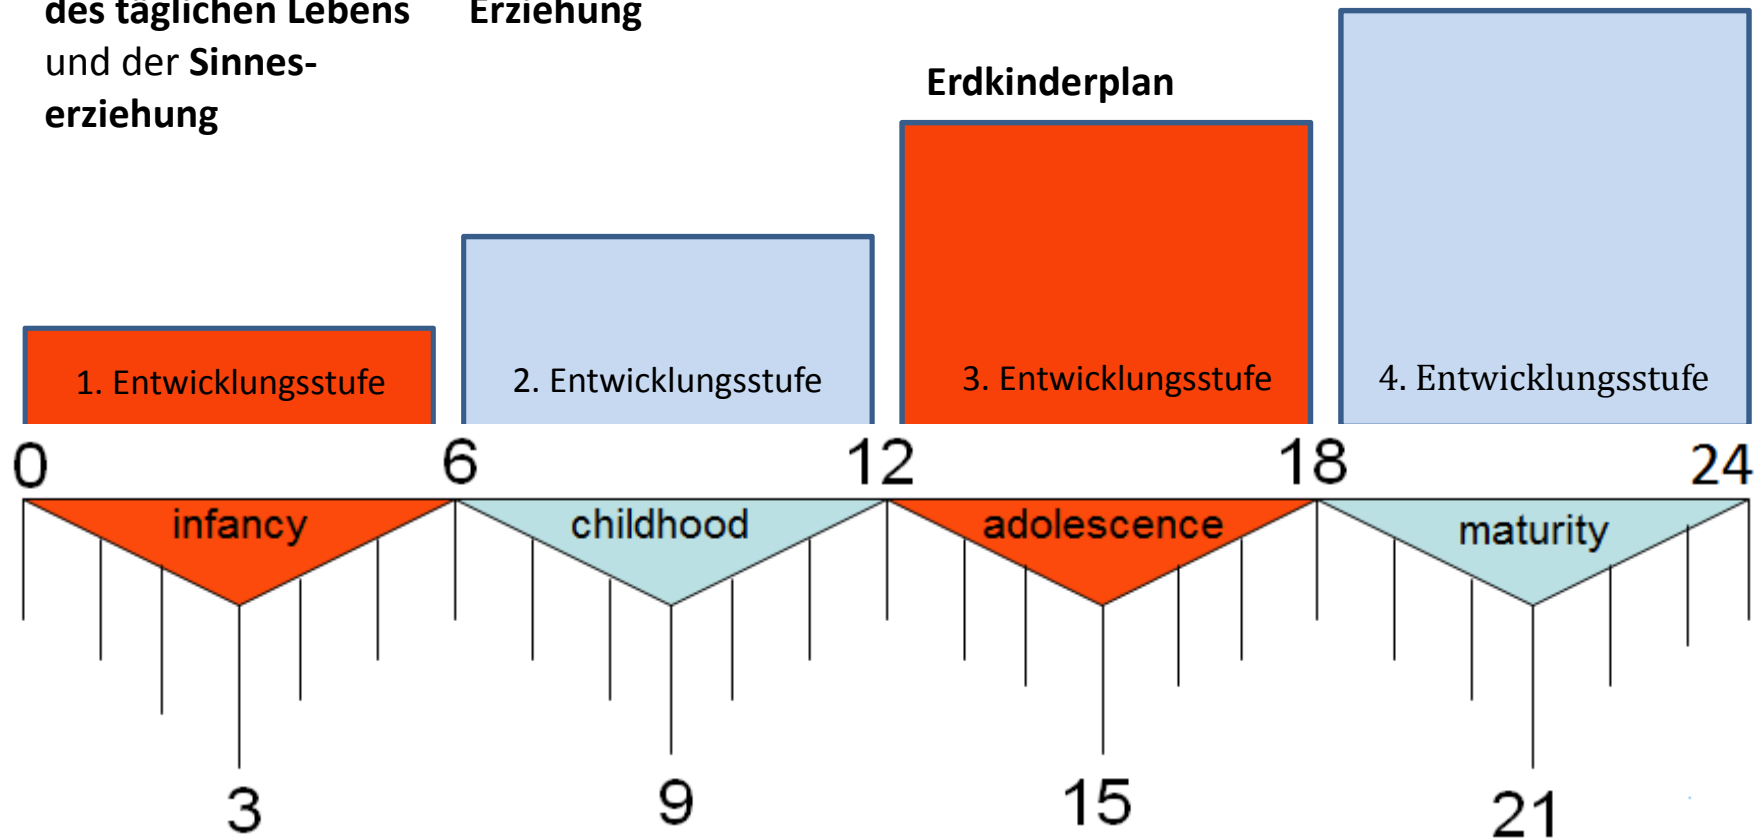 des täglichen Lebens
und der Sinnes-
erziehung
Erziehung
Erdkinderplan
1. Entwicklungsstufe
2. Entwicklungsstufe
3. Entwicklungsstufe
4. Entwicklungsstufe
0
6
12
18
24
infancy
childhood
adolescence
maturity
3
9
15
21